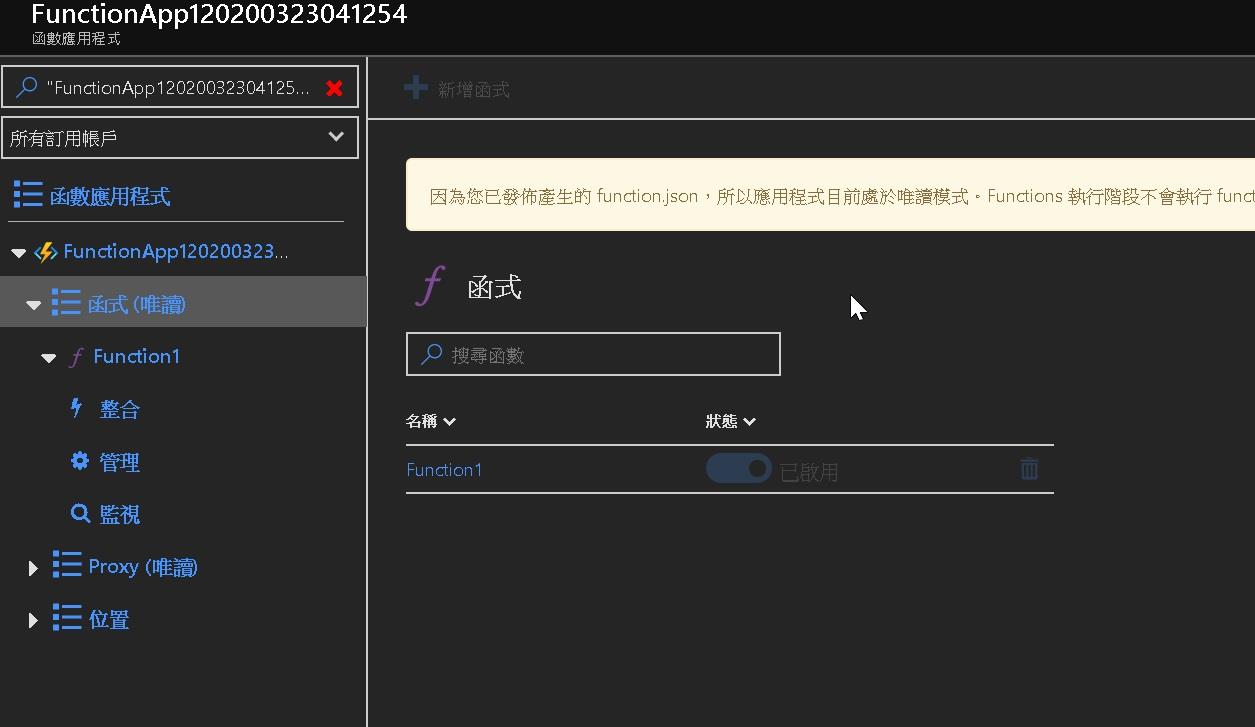 FunctionApp120200323041254
函數應用程式
"FunctionApp12020032304125...
所有訂用帳戶
函數應用程式
FunctionApp120200323...
函式 (唯讀)
Function1
整合
管理
監視
Proxy (唯讀)
位置
新增函式
因為您已發佈產生的 function.json，所以應用程式目前處於唯讀模式。Functions 執行階段不會執行 funct
函式
搜尋函數
名稱 狀態
Function1 已啟用